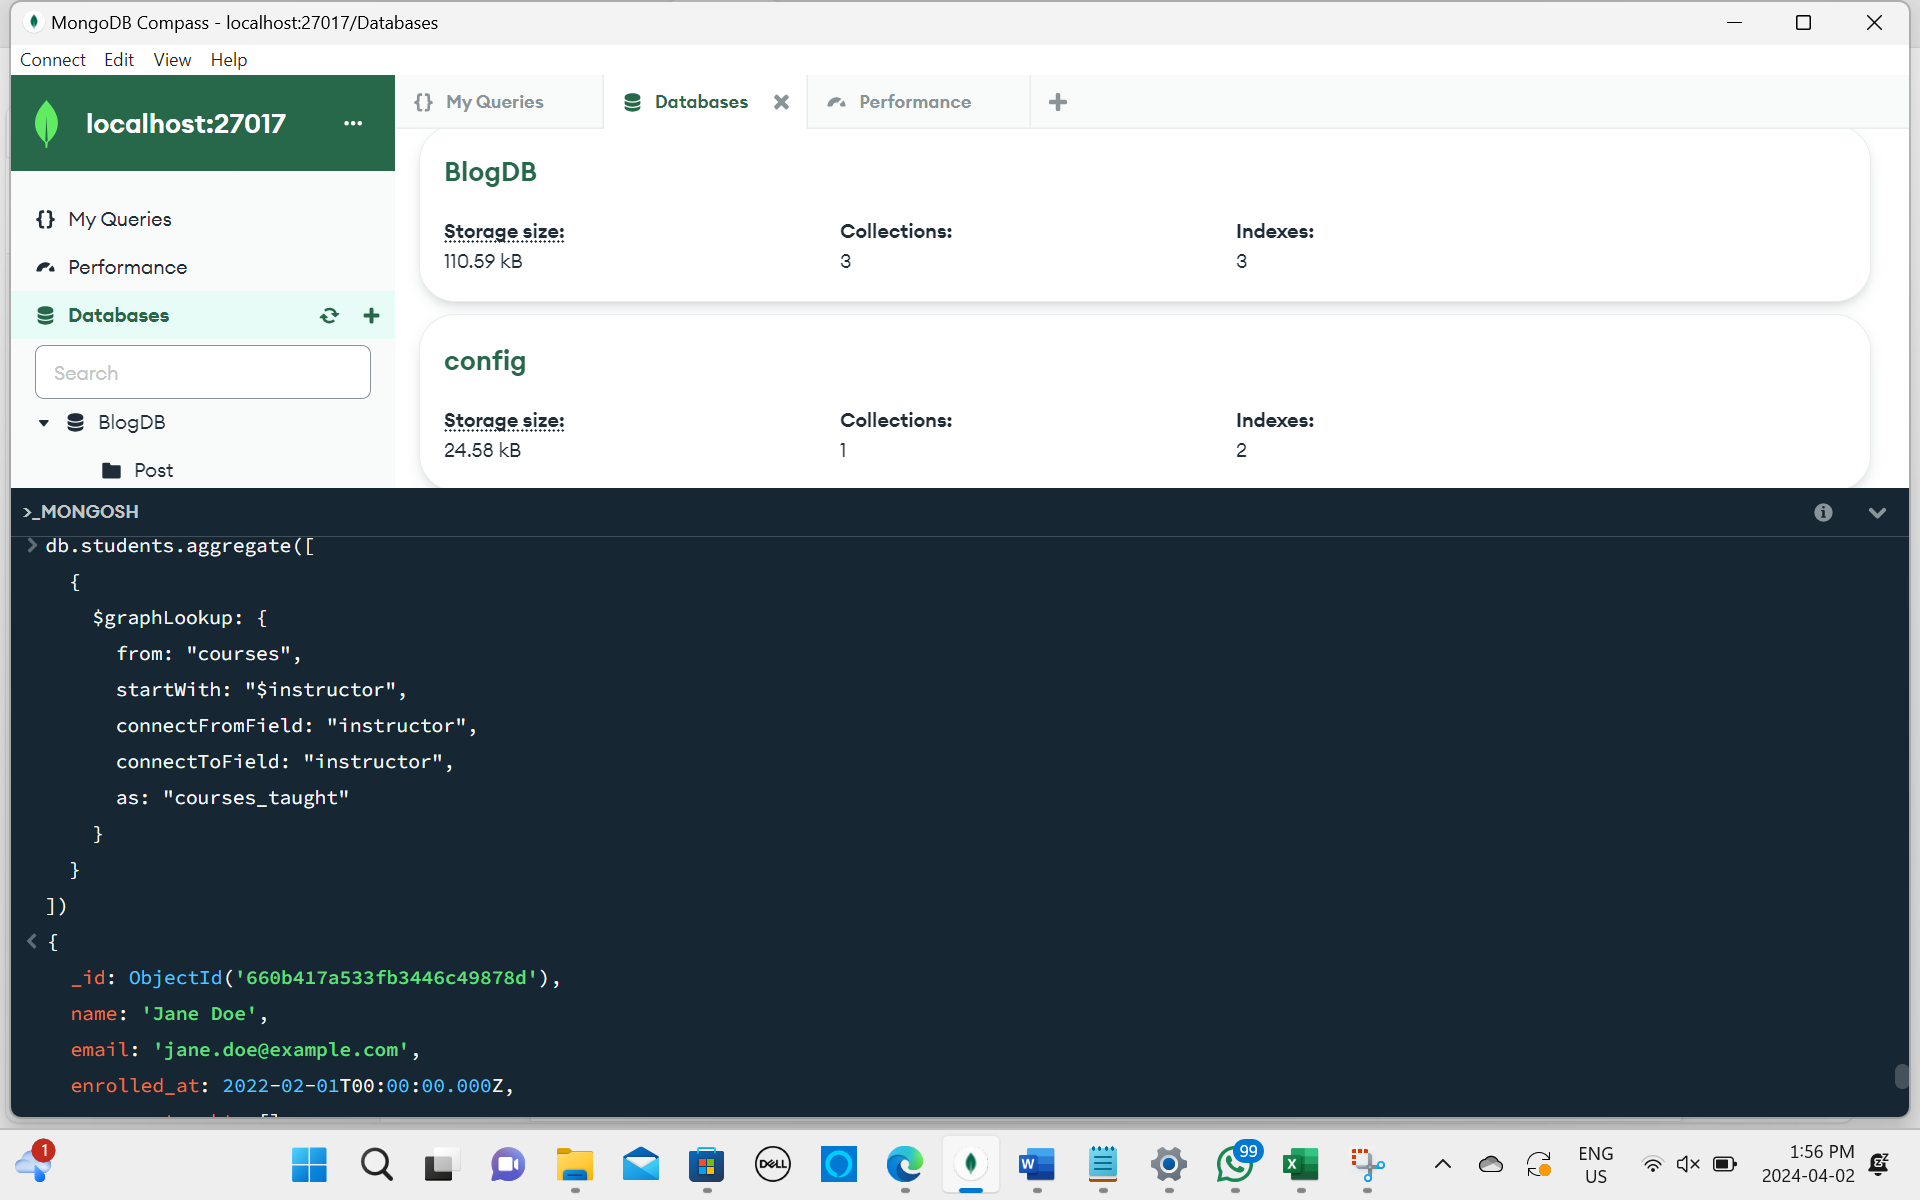 MongoDB Compass - localhost:27017/Databases
Connect Edit View Help
localhost:27017 ...
{} My Queries
Databases
Performance
My Queries
Performance
Databases
Search
BlogDB
Post
BlogDB
Storage size: Collections: Indexes:
110.59 kB 3 3
config
Storage size: Collections: Indexes:
24.58 kB 1 2
>_MONGOSH
> db.students.aggregate([
{
$graphLookup: {
from: "courses",
startWith: "$instructor",
connectFromField: "instructor",
connectToField: "instructor",
as: "courses_taught"
}
}
])
< {
_id: ObjectId('660b417a533fb3446c49878d'),
name: 'Jane Doe',
email: 'jane.doe@example.com',
enrolled_at: 2022-02-01T00:00:00.000Z,
1
DELL
W
99
X
ENG
US
1:56 PM
2024-04-02